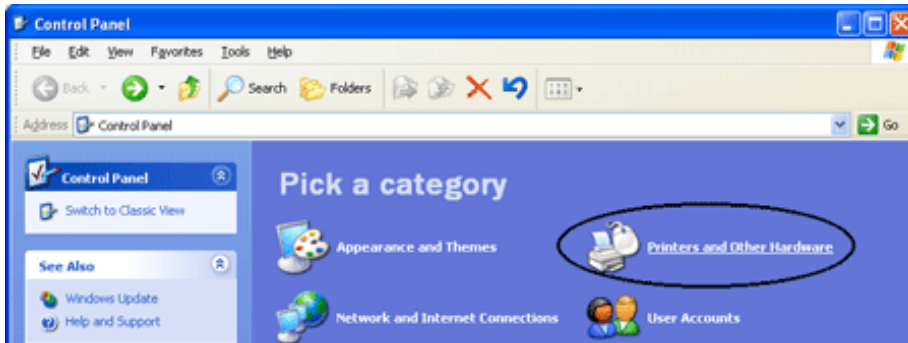 Control Panel
File Edit View Favorites Tools Help
Back Search Folders
Address Control Panel Go
Control Panel
Switch to Classic View
See Also
Windows Update
Help and Support
Pick a category
Appearance and Themes Printers and Other Hardware
Network and Internet Connections User Accounts